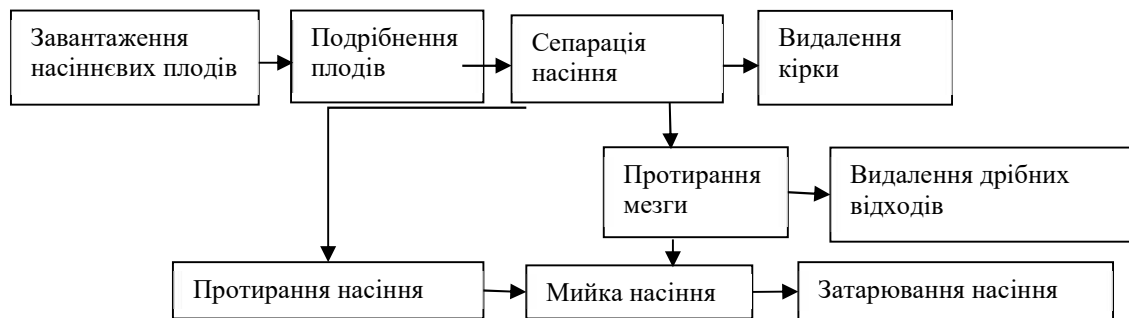 Завантаження
насіннєвих плодів
Подрібнення
плодів
Сепарація
насіння
Видалення
кірки
Протирання
мезги
Видалення дрібних
відходів
Протирання насіння
Мийка насіння
Затарювання насіння